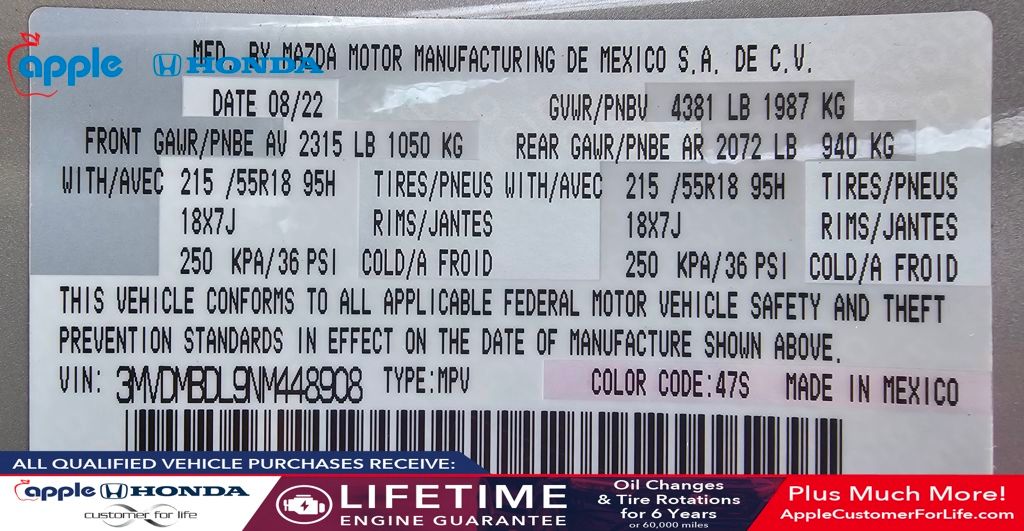 apple HONDA
MFD. BY MAZDA MOTOR MANUFACTURING DE MEXICO S.A. DE C.V.
DATE 08/22 GVWR/PNBV 4381 LB 1987 KG
FRONT GAWR/PNBE AV 2315 LB 1050 KG REAR GAWR/PNBE AR 2072 LB 940 KG
WITH/AVEC 215 /55R18 95H TIRES/PNEUS WITH/AVEC 215 /55R18 95H TIRES/PNEUS
18X7J RIMS/JANTES 18X7J RIMS/JANTES
250 KPA/36 PSI COLD/A FROID 250 KPA/36 PSI COLD/A FROID
THIS VEHICLE CONFORMS TO ALL APPLICABLE FEDERAL MOTOR VEHICLE SAFETY AND THEFT
PREVENTION STANDARDS IN EFFECT ON THE DATE OF MANUFACTURE SHOWN ABOVE.
VIN: 3MVDMBDL9NM448908 TYPE:MPV COLOR CODE:47S MADE IN MEXICO
ALL QUALIFIED VEHICLE PURCHASES RECEIVE:
apple HONDA
customer for life
LIFETIME
ENGINE GUARANTEE
Oil Changes
& Tire Rotations
for 6 Years
or 60,000 miles
Plus Much More!
AppleCustomerForLife.com